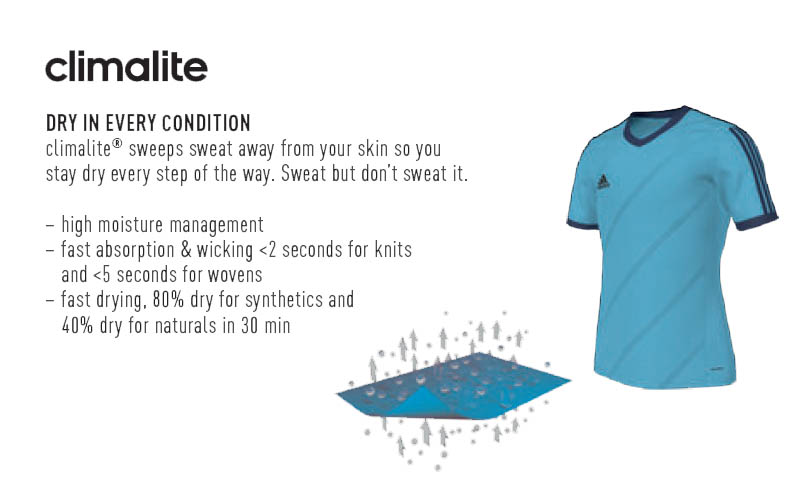 climalite
DRY IN EVERY CONDITION
climalite® sweeps sweat away from your skin so you
stay dry every step of the way. Sweat but don't sweat it.
– high moisture management
– fast absorption & wicking <2 seconds for knits
and <5 seconds for wovens
– fast drying, 80% dry for synthetics and
40% dry for naturals in 30 min